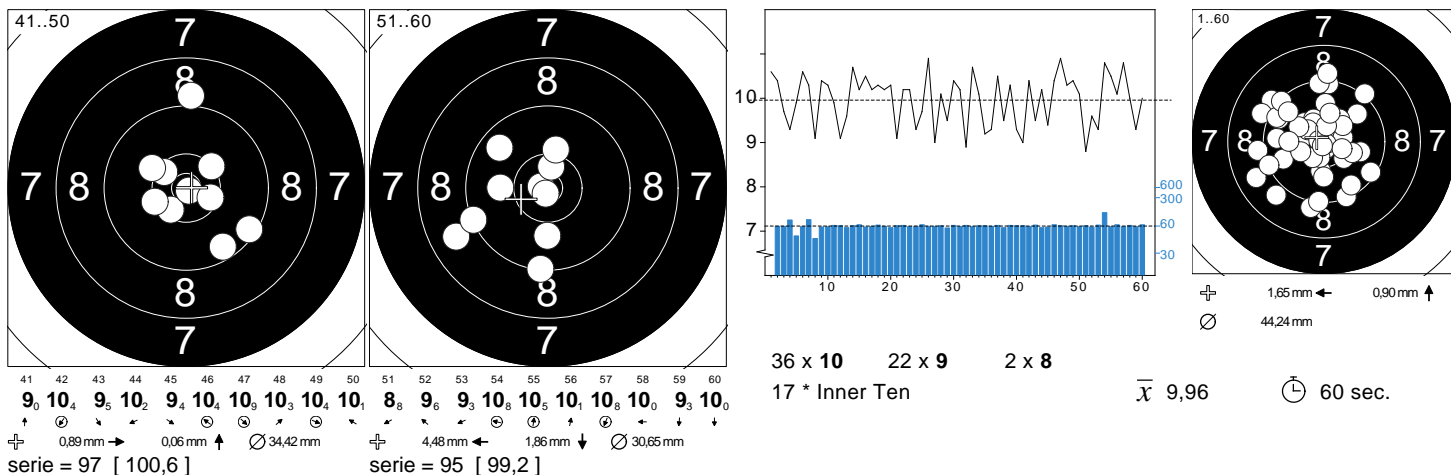 41..50
7
8
7 8 8 7
8
7
41 42 43 44 45 46 47 48 49 50
9₀ 10₄ 9₅ 10₂ 9₄ 10₄ 10₉ 10₃ 10₄ 10₁
0,89 mm 0,06 mm 34,42 mm
serie = 97 [ 100,6 ]
51..60
7
8
7 8 8 7
8
7
51 52 53 54 55 56 57 58 59 60
8₈ 9₆ 9₃ 10₈ 10₅ 10₁ 10₈ 10₀ 9₃ 10₀
4,48 mm 1,86 mm 30,65 mm
serie = 95 [ 99,2 ]
10
9
8
7
600
300
60
30
10 20 30 40 50 60
36 x 10 22 x 9 2 x 8
17 * Inner Ten x̅ 9,96 60 sec.
1..60
7
8
7 8 8 7
8
7
1,65 mm 0,90 mm
44,24 mm